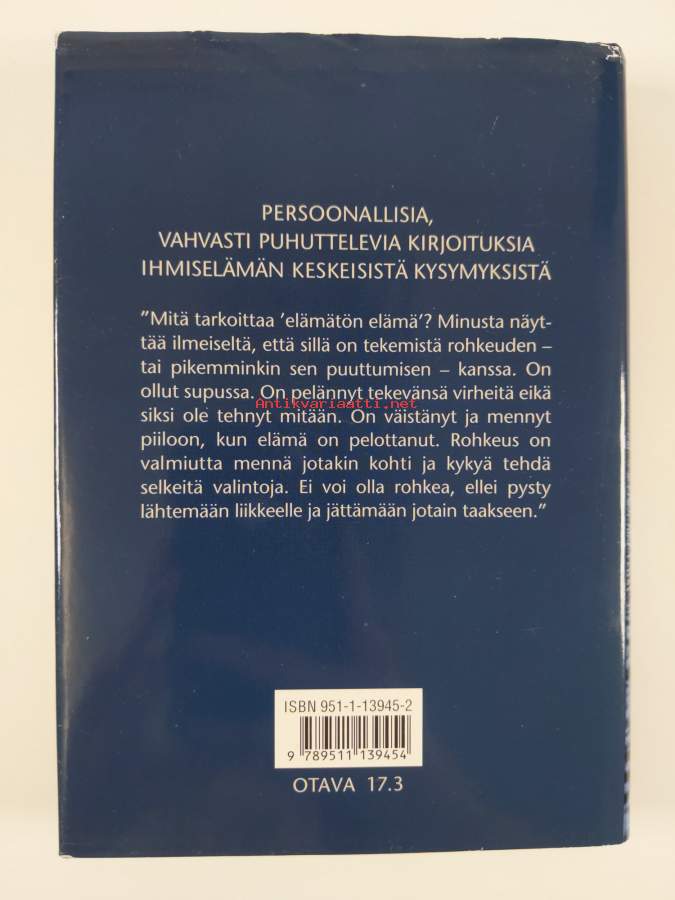 PERSOONALLISIA,
VAHVASTI PUHUTTELEVIA KIRJOITUKSIA
IHMISELÄMÄN KESKEISISTÄ KYSYMYKSISTÄ
”Mitä tarkoittaa ’elämätön elämä’? Minusta näyt-
tää ilmeiseltä, että sillä on tekemistä rohkeuden –
tai pikemminkin sen puuttumisen – kanssa. On
ollut supussa. On pelännyt tekevänsä virheitä eikä
Antikvariaatti.net
siksi ole tehnyt mitään. On väistänyt ja mennyt
piiloon, kun elämä on pelottanut. Rohkeus on
valmiutta mennä jotakin kohti ja kykyä tehdä
selkeitä valintoja. Ei voi olla rohkea, ellei pysty
lähtemään liikkeelle ja jättämään jotain taakseen.”
ISBN 951-1-13945-2
9 789511 139454
OTAVA 17.3